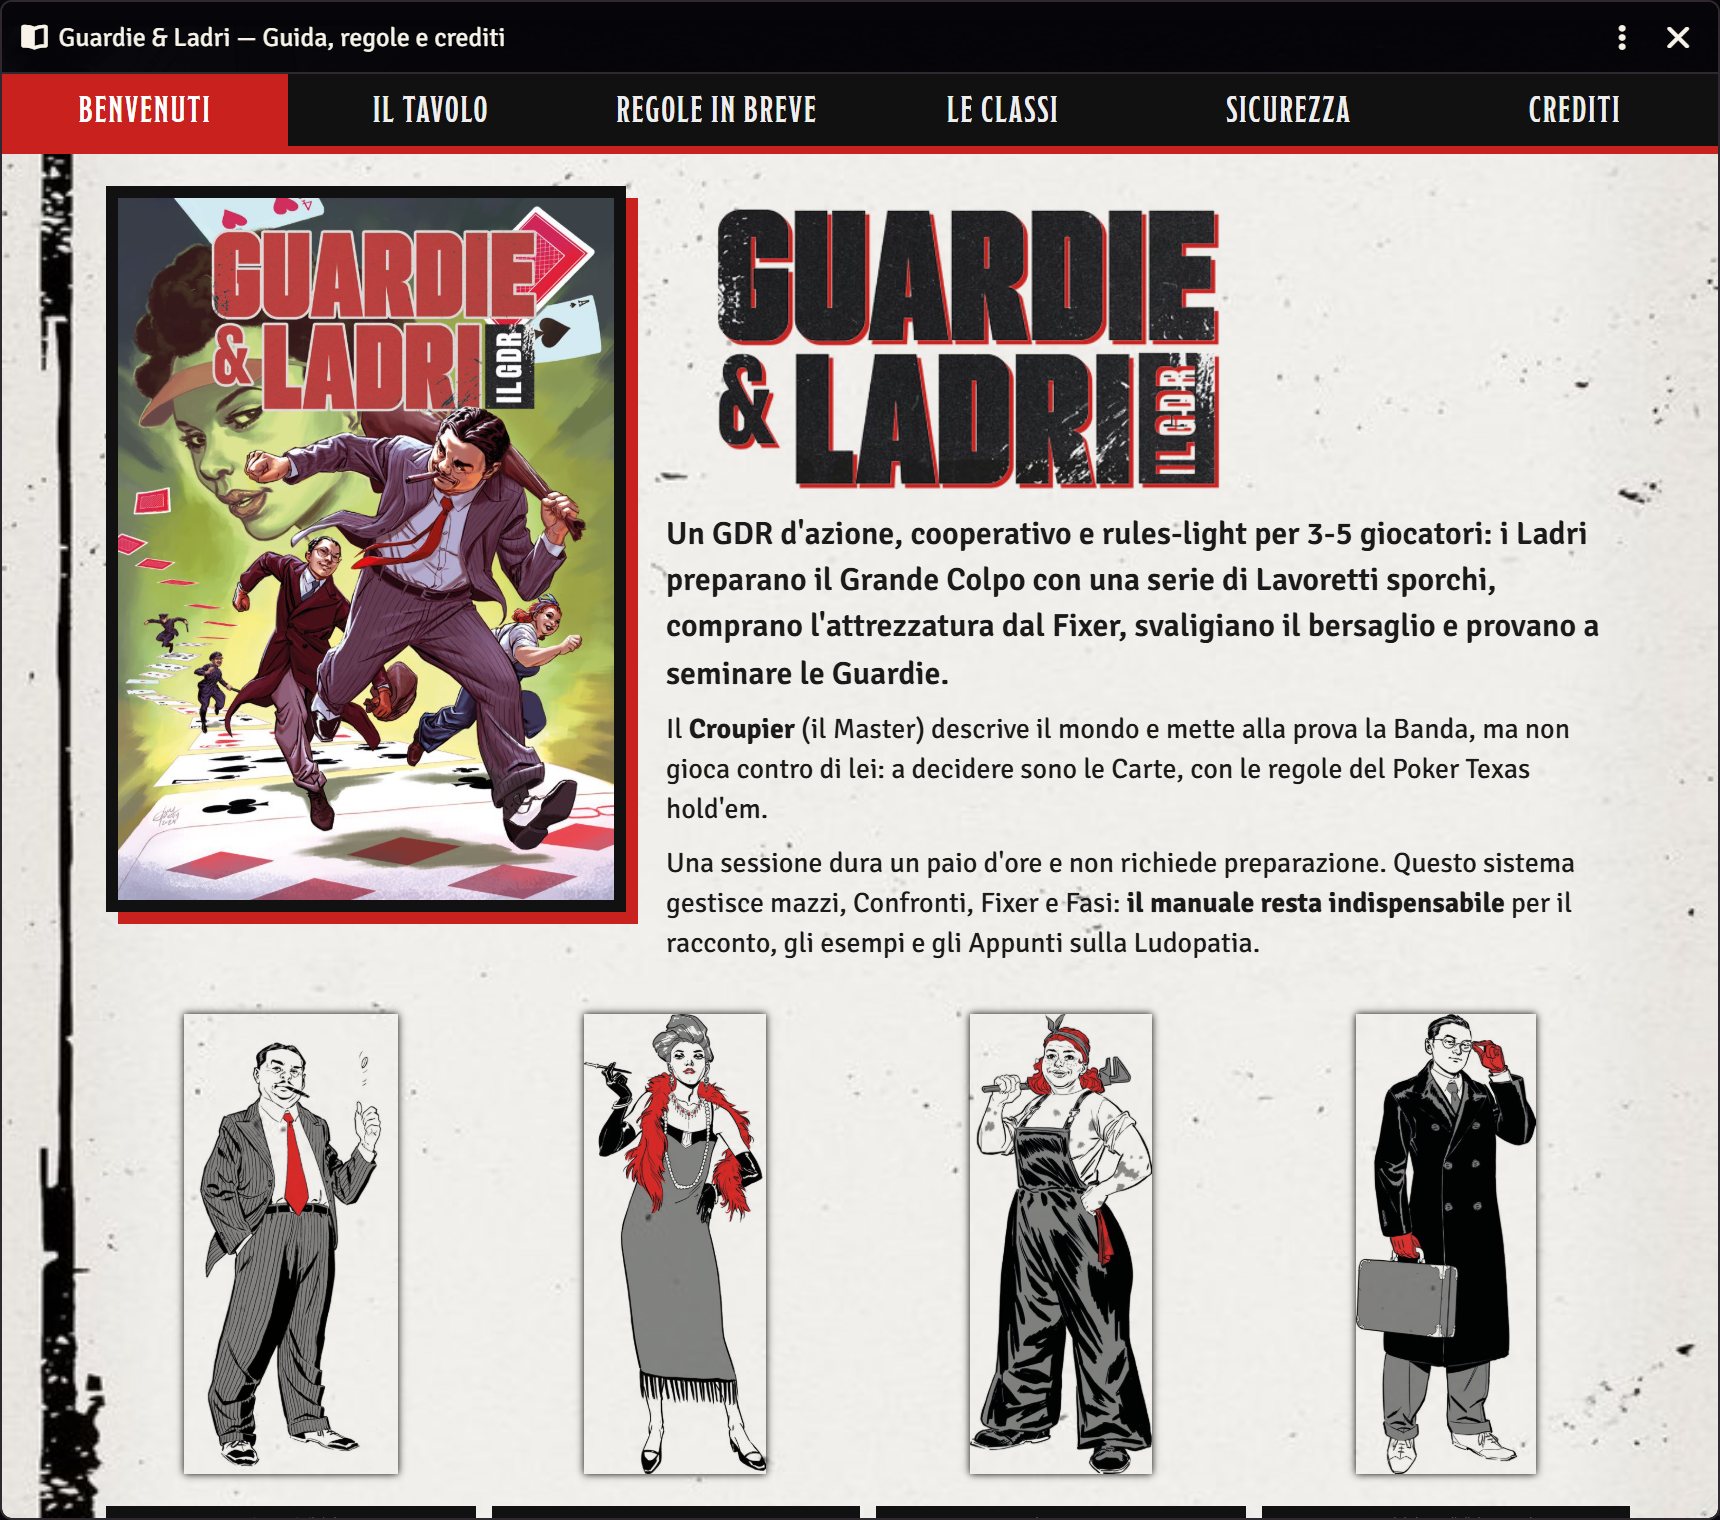 Guardie & Ladri — Guida, regole e crediti
BENVENUTI
IL TAVOLO
REGOLE IN BREVE
LE CLASSI
SICUREZZA
CREDITI
GUARDIE
& LADRI
IL GDR
GUARDIE
& LADRI
IL GDR
Un GDR d'azione, cooperativo e rules-light per 3-5 giocatori: i Ladri
preparano il Grande Colpo con una serie di Lavoretti sporchi,
comprano l'attrezzatura dal Fixer, svaligiano il bersaglio e provano a
seminare le Guardie.
Il Croupier (il Master) descrive il mondo e mette alla prova la Banda, ma non
gioca contro di lei: a decidere sono le Carte, con le regole del Poker Texas
hold'em.
Una sessione dura un paio d'ore e non richiede preparazione. Questo sistema
gestisce mazzi, Confronti, Fixer e Fasi: il manuale resta indispensabile per il
racconto, gli esempi e gli Appunti sulla Ludopatia.